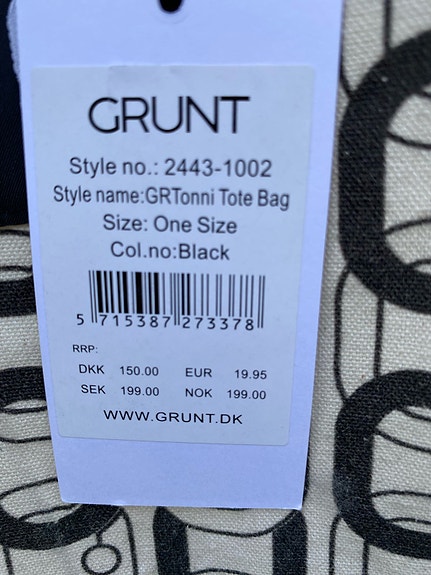 GRUNT
Style no.: 2443-1002
Style name:GRTonni Tote Bag
Size: One Size
Col.no:Black
5 715387 273378
RRP:
DKK 150.00 EUR 19.95
SEK 199.00 NOK 199.00
WWW.GRUNT.DK